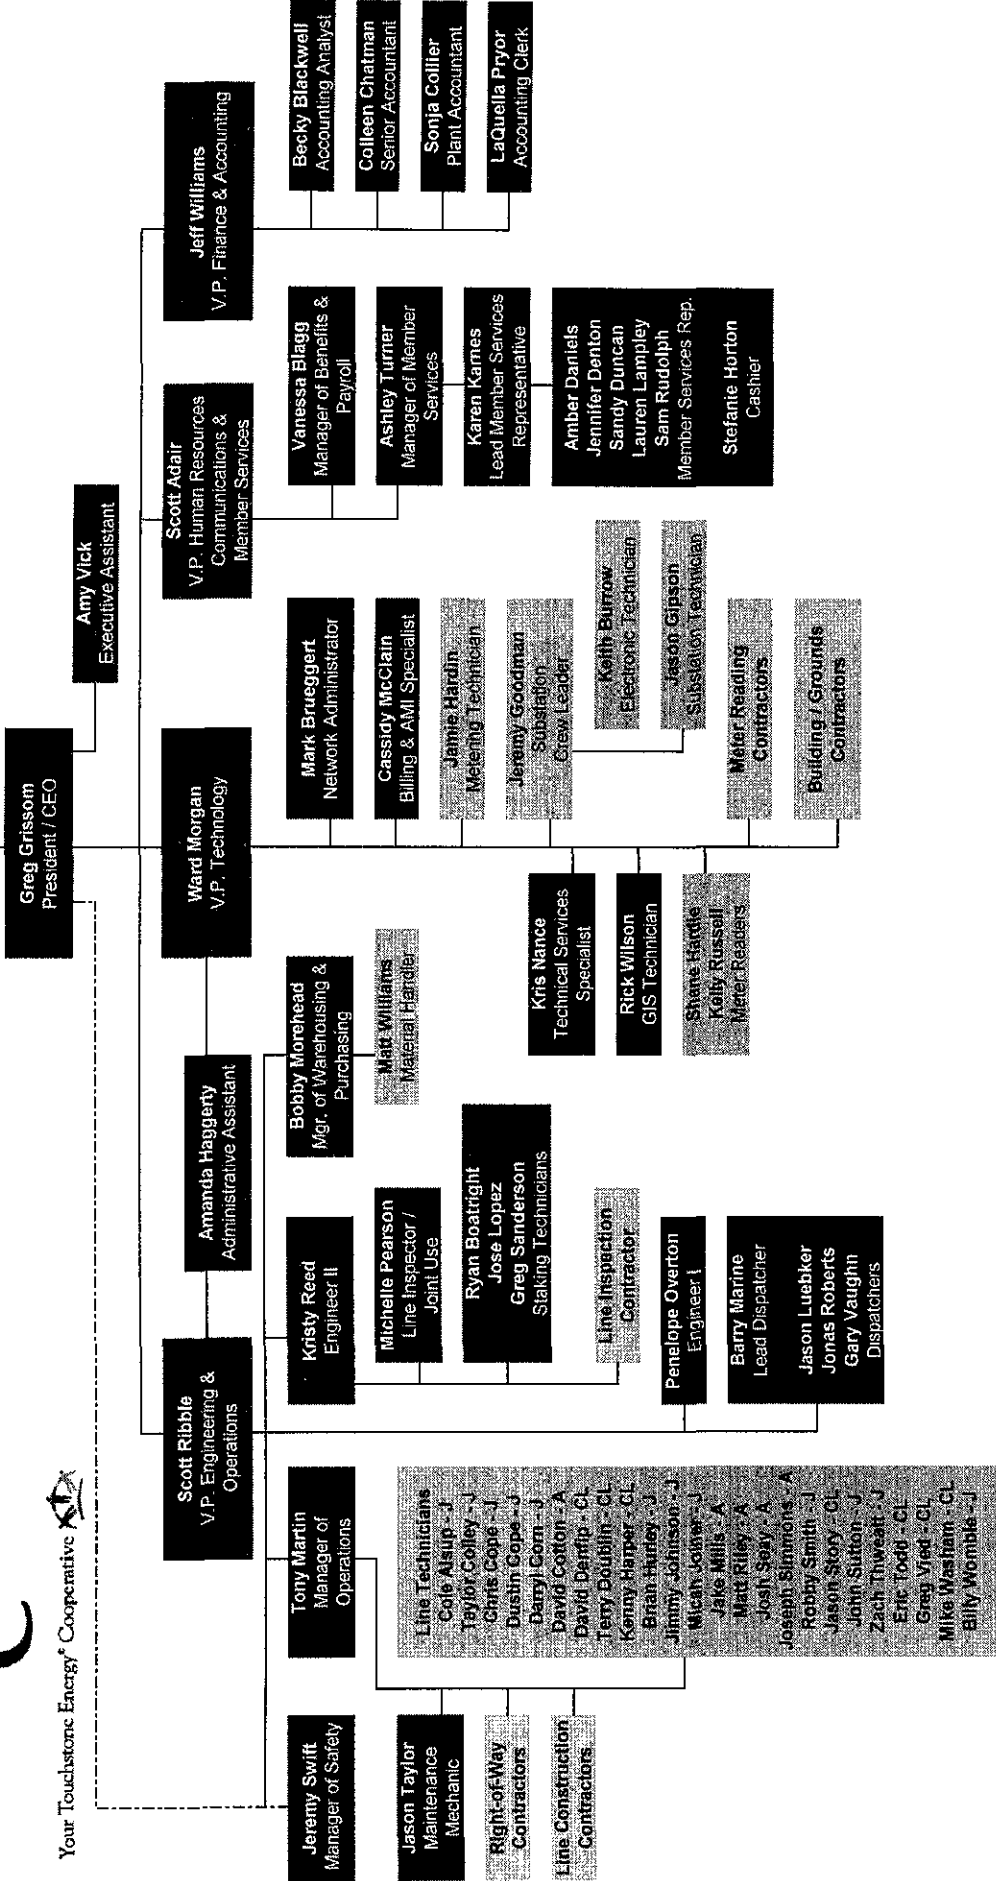 Your Touchstone Energy® Cooperative
Greg Grissom
President / CEO
Amy Vick
Executive Assistant
Scott Ribble
V.P. Engineering &
Operations
Amanda Haggerty
Administrative Assistant
Ward Morgan
V.P. Technology
Scott Adair
V.P. Human Resources
Communications &
Member Services
Jeff Williams
V.P. Finance & Accounting
Jeremy Swift
Manager of Safety
Tony Martin
Manager of
Operations
Jason Taylor
Maintenance
Mechanic
Right-of-Way
Contractors
Line Construction
Contractors
Line Technicians
Cole Alsup - J
Taylor Colley - J
Chris Cope - J
Dustin Cope - J
Darryl Corn - J
David Cotton - A
David Denfip - CL
Terry Doublin - CL
Kenny Harper - CL
Brian Hurley - J
Jimmy Johnson - J
Micah Joiner - J
Jake Mills - A
Matt Riley - A
Josh Seay - A
Joseph Simmons - A
Robby Smith - J
Jason Story - CL
John Sutton - J
Zach Thweatt - J
Eric Todd - CL
Greg Vied - CL
Mike Washam - CL
Billy Womble - J
Kristy Reed
Engineer II
Michelle Pearson
Line Inspector /
Joint Use
Ryan Boatright
Jose Lopez
Greg Sanderson
Staking Technicians
Line Inspection
Contractor
Penelope Overton
Engineer I
Barry Marine
Lead Dispatcher
Jason Luebker
Jonas Roberts
Gary Vaughn
Dispatchers
Bobby Morehead
Mgr. of Warehousing &
Purchasing
Matt Williams
Material Handler
Mark Brueggert
Network Administrator
Cassidy McClain
Billing & AMI Specialist
Jamie Hardin
Metering Technician
Jeremy Goodman
Substation
Crew Leader
Keith Burrow
Electronic Technician
Jason Gipson
Substation Technician
Kris Nance
Technical Services
Specialist
Rick Wilson
GIS Technician
Shane Hardie
Kelly Russell
Meter Readers
Meter Reading
Contractors
Building / Grounds
Contractors
Vanessa Blagg
Manager of Benefits &
Payroll
Ashley Turner
Manager of Member
Services
Karen Karnes
Lead Member Services
Representative
Amber Daniels
Jennifer Denton
Sandy Duncan
Lauren Lampley
Sam Rudolph
Member Services Rep.
Stefanie Horton
Cashier
Becky Blackwell
Accounting Analyst
Colleen Chatman
Senior Accountant
Sonja Collier
Plant Accountant
LaQuella Pryor
Accounting Clerk